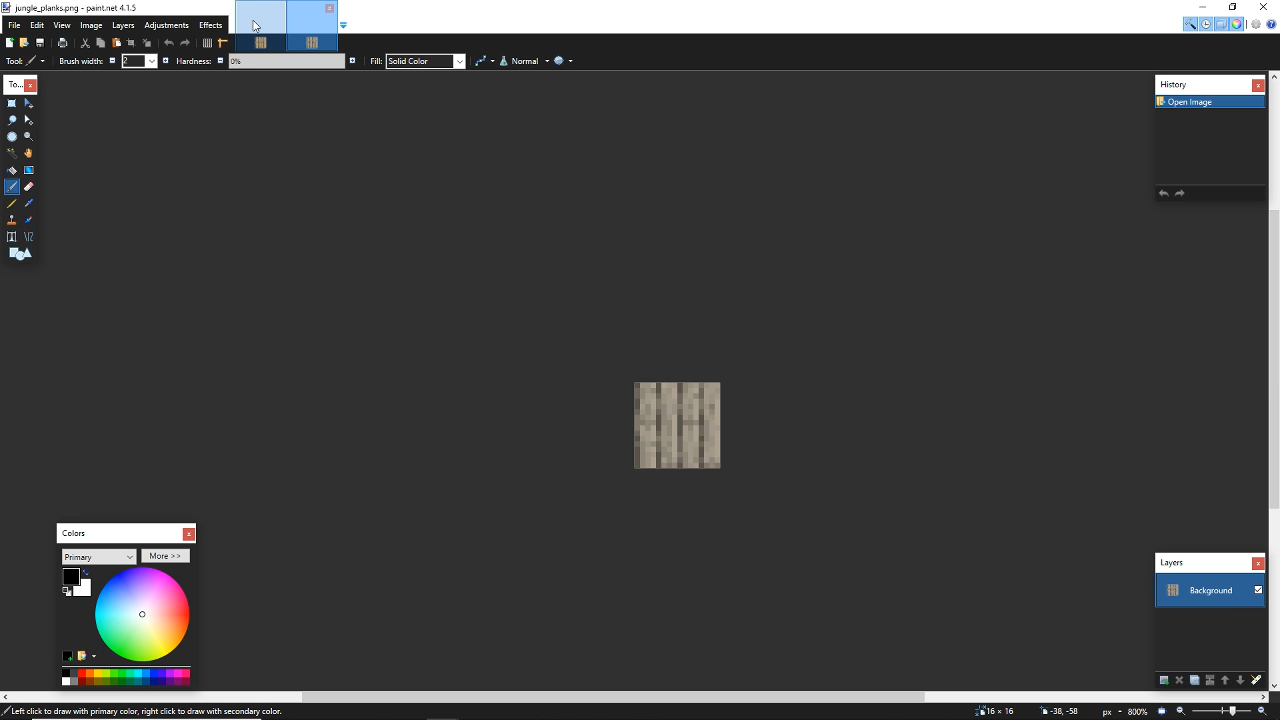 jungle_planks.png - paint.net 4.1.5
File Edit View Image Layers Adjustments Effects
Tool: Brush width: 2 Hardness: 0% Fill: Solid Color Normal
To...
History
Open Image
Colors
Primary More >>
Layers
Background
Left click to draw with primary color, right click to draw with secondary color. 16 × 16 -38, -58 px 800%